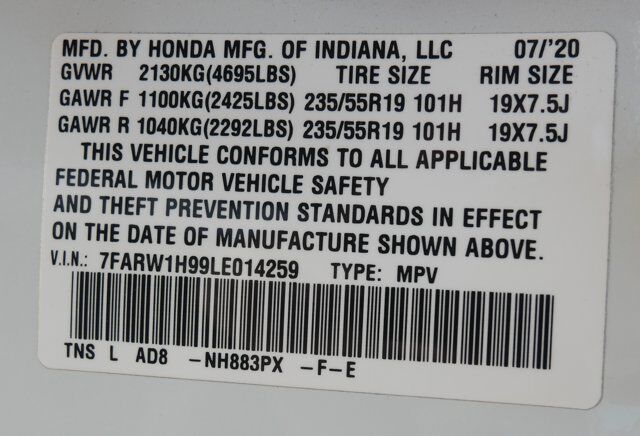 MFD. BY HONDA MFG. OF INDIANA, LLC 07/'20
GVWR 2130KG(4695LBS) TIRE SIZE RIM SIZE
GAWR F 1100KG(2425LBS) 235/55R19 101H 19X7.5J
GAWR R 1040KG(2292LBS) 235/55R19 101H 19X7.5J
THIS VEHICLE CONFORMS TO ALL APPLICABLE
FEDERAL MOTOR VEHICLE SAFETY
AND THEFT PREVENTION STANDARDS IN EFFECT
ON THE DATE OF MANUFACTURE SHOWN ABOVE.
V.I.N.: 7FARW1H99LE014259 TYPE: MPV
TNS L AD8 -NH883PX -F-E